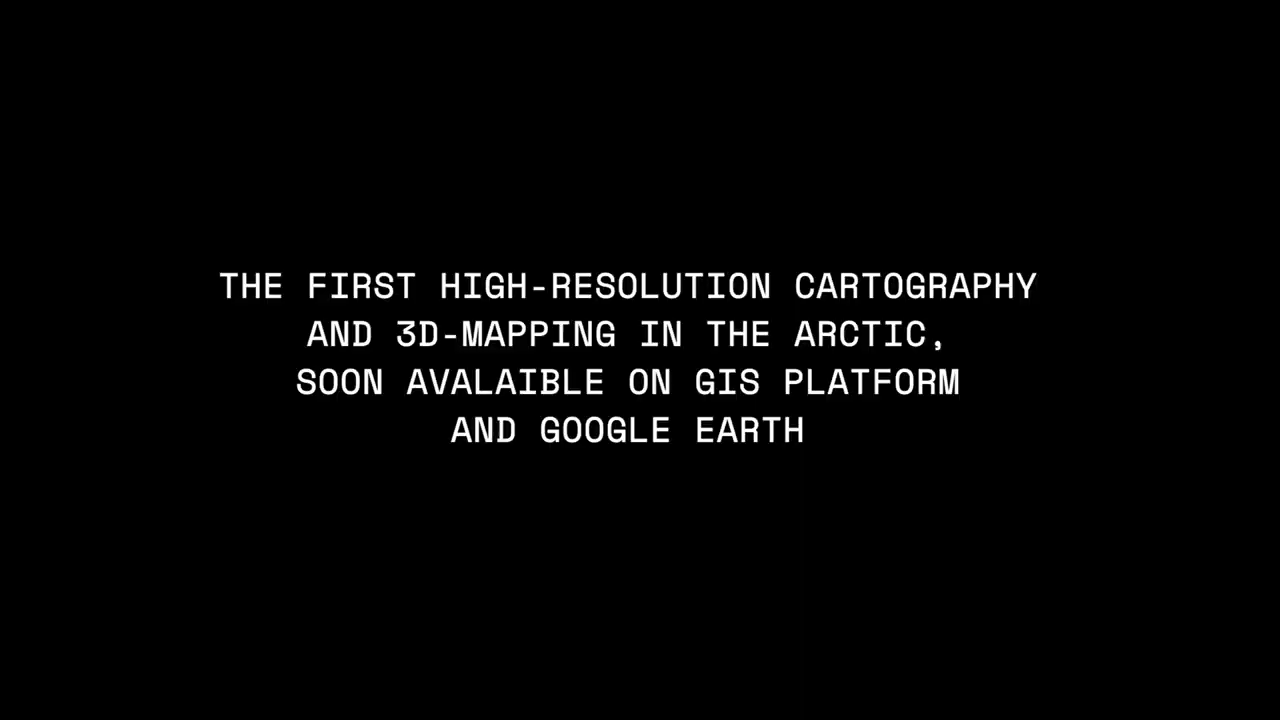 THE FIRST HIGH-RESOLUTION CARTOGRAPHY
AND 3D-MAPPING IN THE ARCTIC,
SOON AVALAIBLE ON GIS PLATFORM
AND GOOGLE EARTH